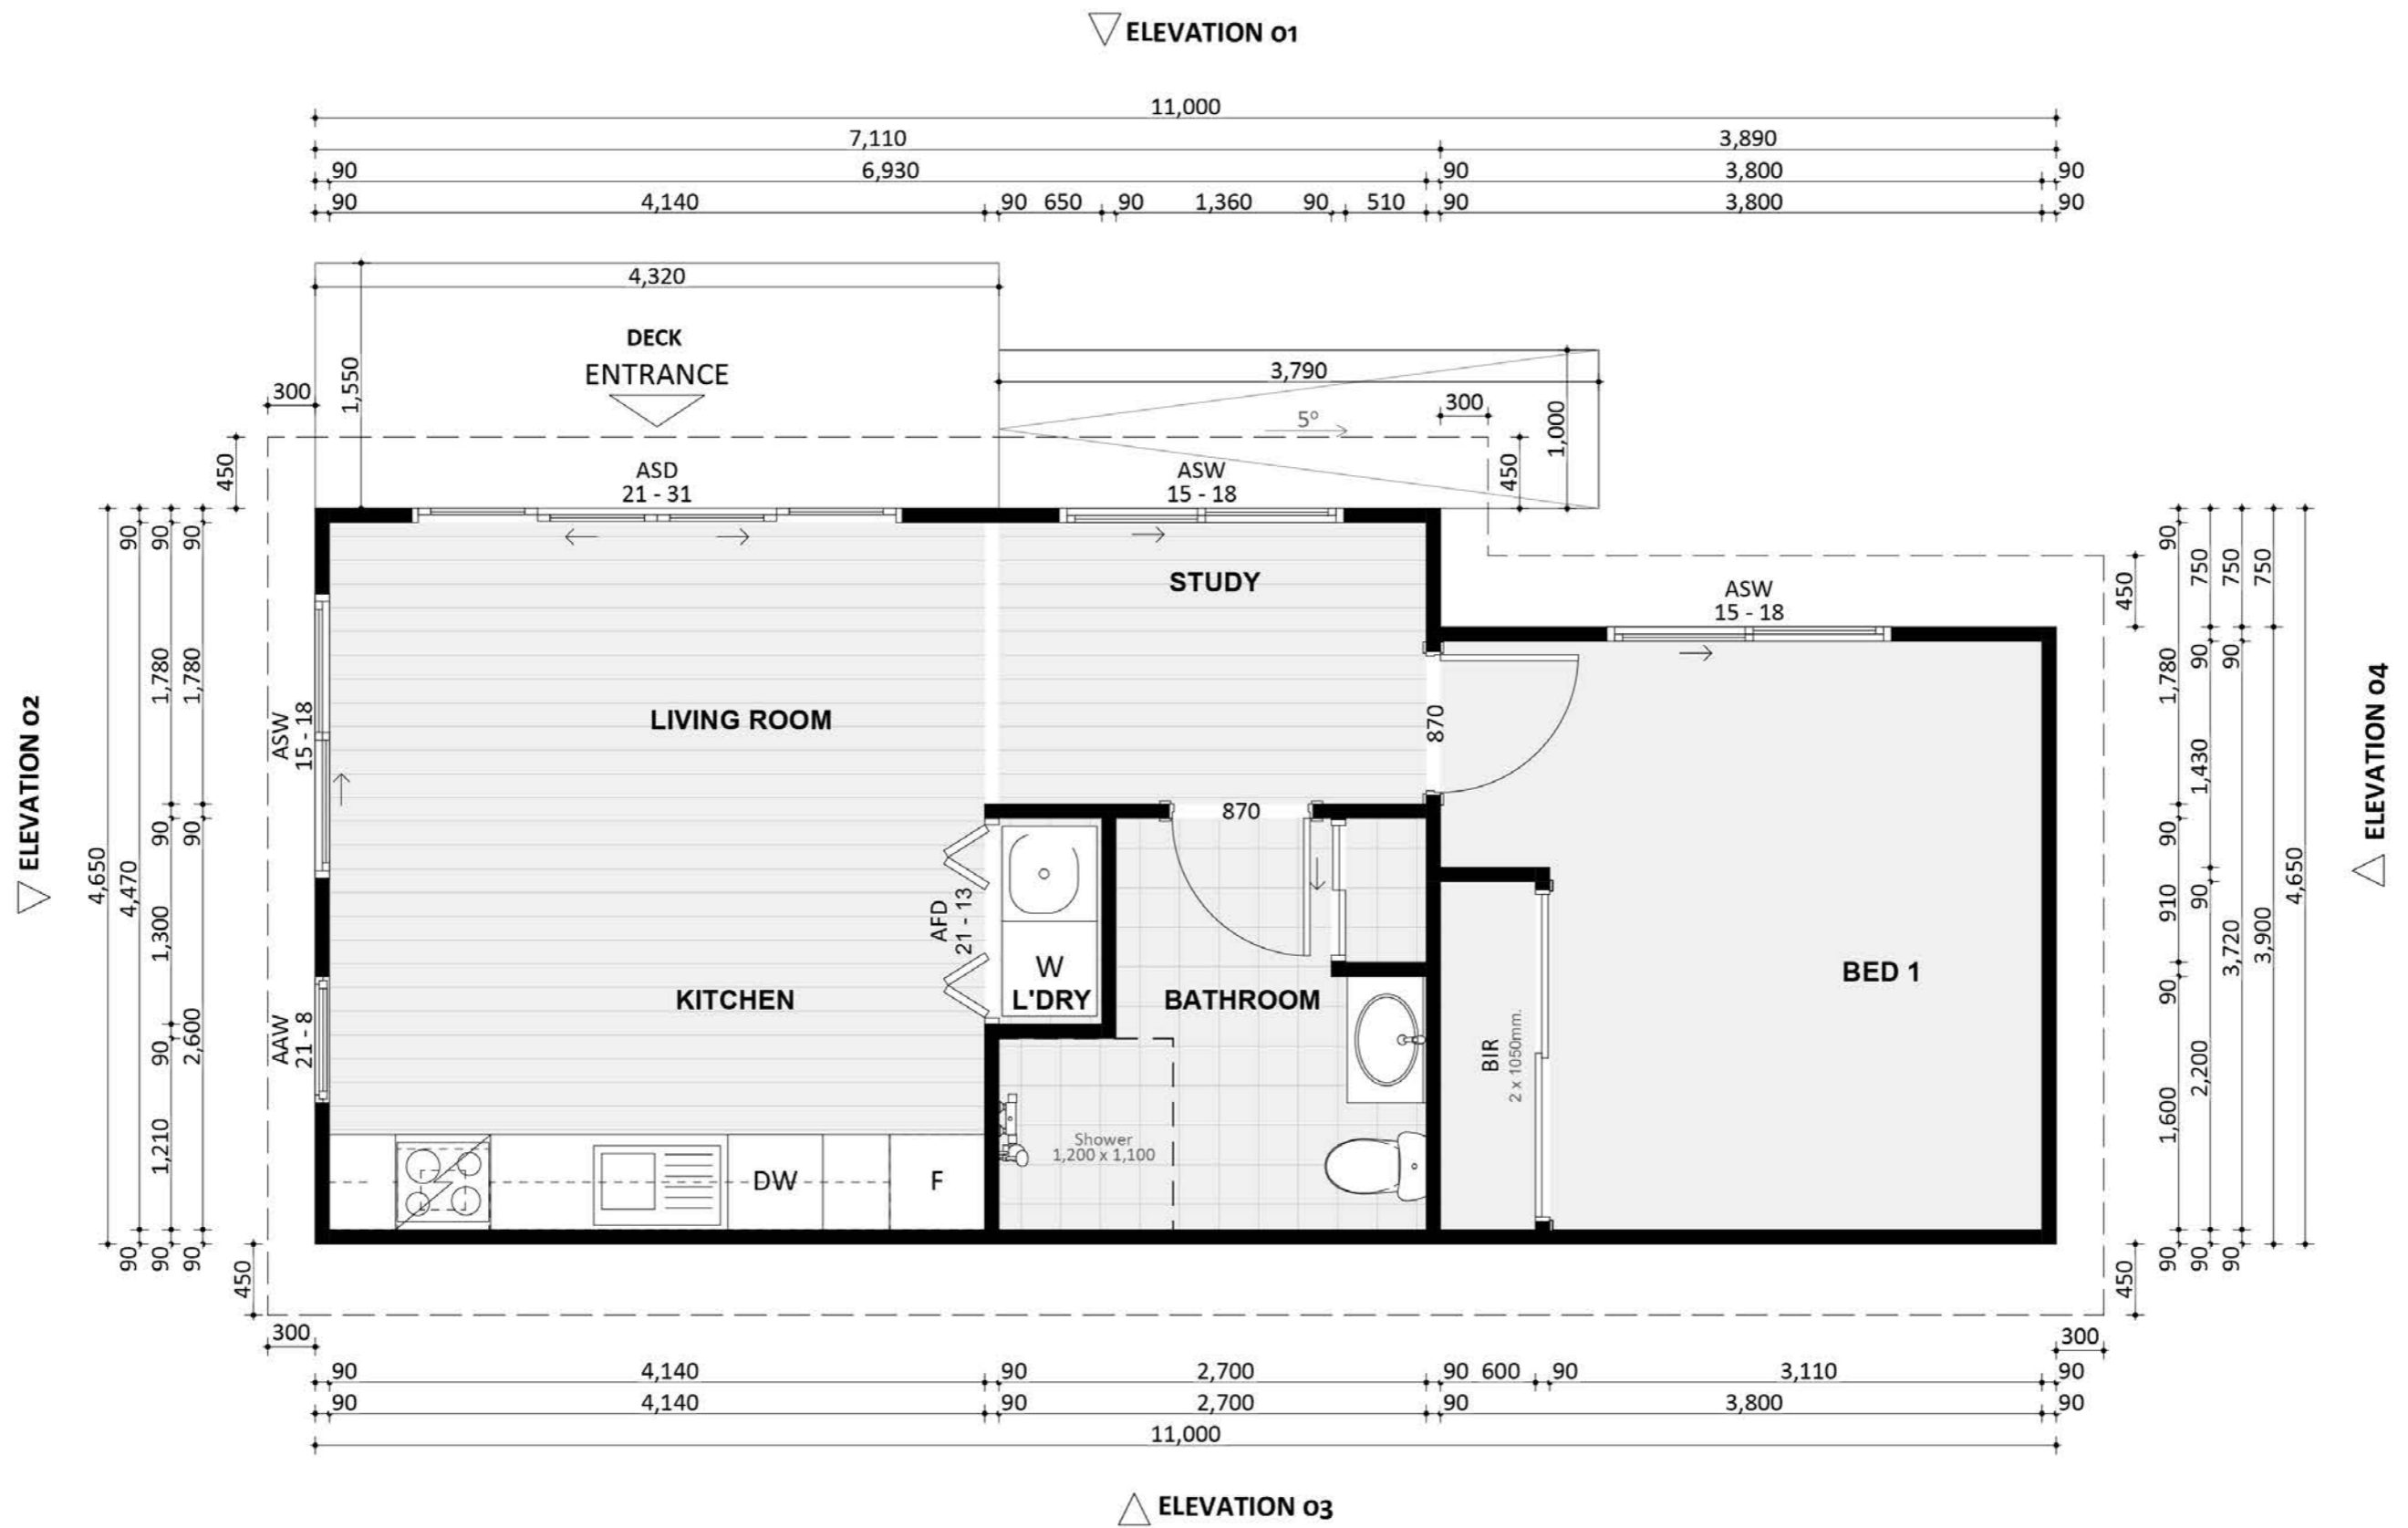 ELEVATION 01
11,000
7,110 3,890
90 6,930 90 3,800 90
90 4,140 90 650 90 1,360 90 510 90 3,800 90
4,320
DECK
ENTRANCE
1,550
300
450
3,790
300
5°
1,000
450
ASD
21 - 31
ASW
15 - 18
ASW
15 - 18
450
STUDY
LIVING ROOM
870
870
ASW
15 - 18
AAW
21 - 8
AFD
21 - 13
W
L'DRY
KITCHEN
BATHROOM
BED 1
BIR
2 x 1050mm.
Shower
1,200 x 1,100
DW
F
ELEVATION 02
4,650
90 4,470 90
90 1,780 90 1,300 90 1,210 90
90 1,780 90 2,600 90
450
300
90 1,780 90 910 90 1,600 90
750 90 1,430 90 2,200 90
750 90 3,720 90
750 3,900
4,650
ELEVATION 04
450
300
90 4,140 90 2,700 90 600 90 3,110 90
90 4,140 90 2,700 90 3,800 90
11,000
ELEVATION 03